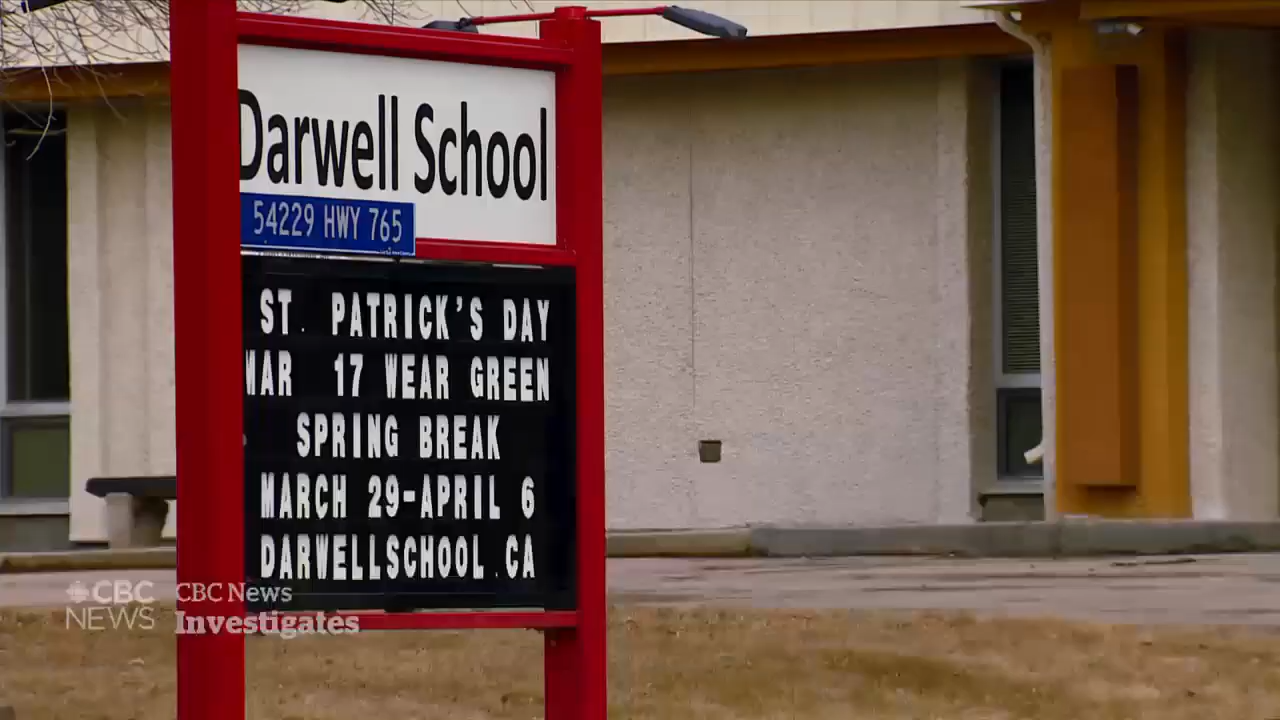 Darwell School
54229 HWY 765
ST. PATRICK'S DAY
MAR 17 WEAR GREEN
SPRING BREAK
MARCH 29-APRIL 6
DARWELLSCHOOL.CA
CBC NEWS
CBC News Investigates